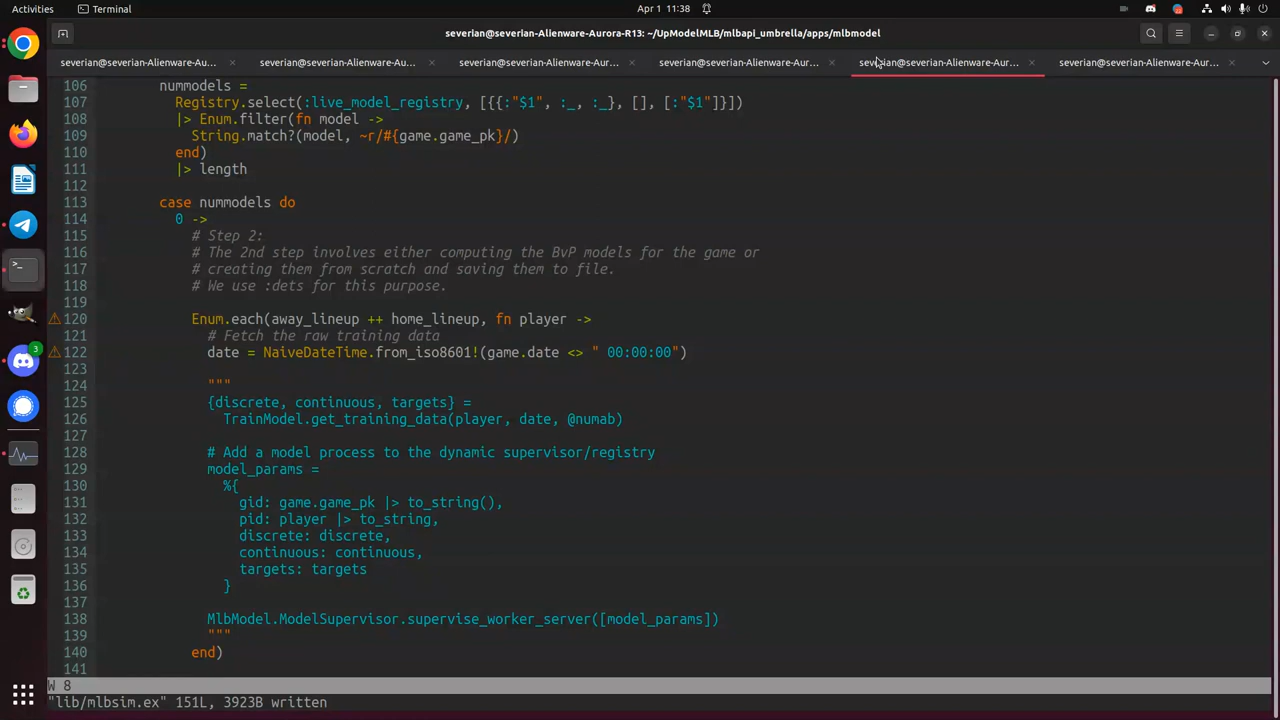 Activities
Terminal
Apr 1 11:38
severian@severian-Alienware-Aurora-R13: ~/UpModelMLB/mlbapi_umbrella/apps/mlbmodel
severian@severian-Alienware-Au... × severian@severian-Alienware-Aur... × severian@severian-Alienware-Aur... × severian@severian-Alienware-Aur... × severian@severian-Alienware-Aur... × severian@severian-Alienware-Aur... ×
106 nummodels =
107 Registry.select(:live_model_registry, [{{:"$1", :_, :_}, [], [:"$1"]}])
108 |> Enum.filter(fn model ->
109 String.match?(model, ~r/#{game.game_pk}/)
110 end)
111 |> length
112
113 case nummodels do
114 0 ->
115 # Step 2:
116 # The 2nd step involves either computing the BvP models for the game or
117 # creating them from scratch and saving them to file.
118 # We use :dets for this purpose.
119
120 Enum.each(away_lineup ++ home_lineup, fn player ->
121 # Fetch the raw training data
122 date = NaiveDateTime.from_iso8601!(game.date <> " 00:00:00")
123
124 """
125 {discrete, continuous, targets} =
126 TrainModel.get_training_data(player, date, @numab)
127
128 # Add a model process to the dynamic supervisor/registry
129 model_params =
130 %{
131 gid: game.game_pk |> to_string(),
132 pid: player |> to_string,
133 discrete: discrete,
134 continuous: continuous,
135 targets: targets
136 }
137
138 MlbModel.ModelSupervisor.supervise_worker_server([model_params])
139 """
140 end)
141
W 8
"lib/mlbsim.ex" 151L, 3923B written
3